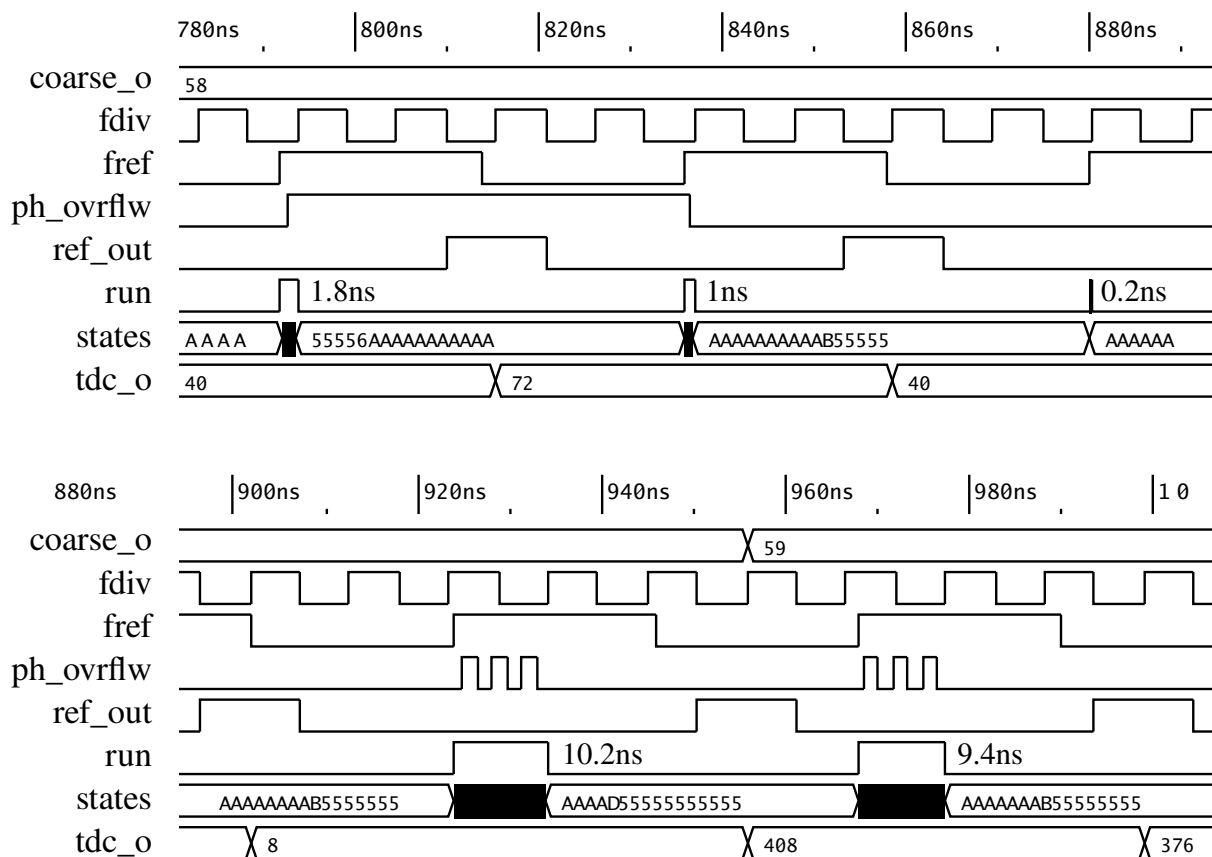 780ns 800ns 820ns 840ns 860ns 880ns
coarse_o 58
fdiv
fref
ph_ovrflw
ref_out
run 1.8ns 1ns 0.2ns
states AAAA 55556AAAAAAAAAAA AAAAAAAAAAB55555 AAAAAA
tdc_o 40 72 40
880ns 900ns 920ns 940ns 960ns 980ns 10
coarse_o 59
fdiv
fref
ph_ovrflw
ref_out
run 10.2ns 9.4ns
states AAAAAAAAB5555555 AAAAD55555555555 AAAAAAAB55555555
tdc_o 8 408 376